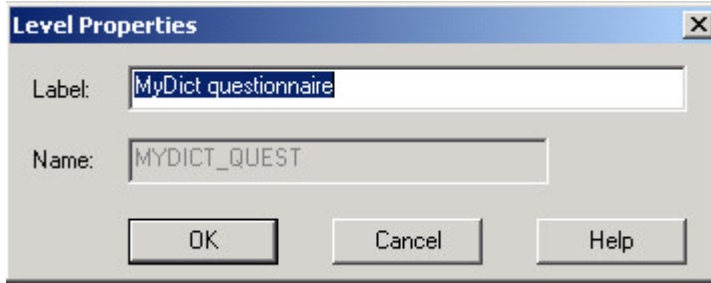 Level Properties
Label: MyDict questionnaire
Name: MYDICT_QUEST
OK Cancel Help